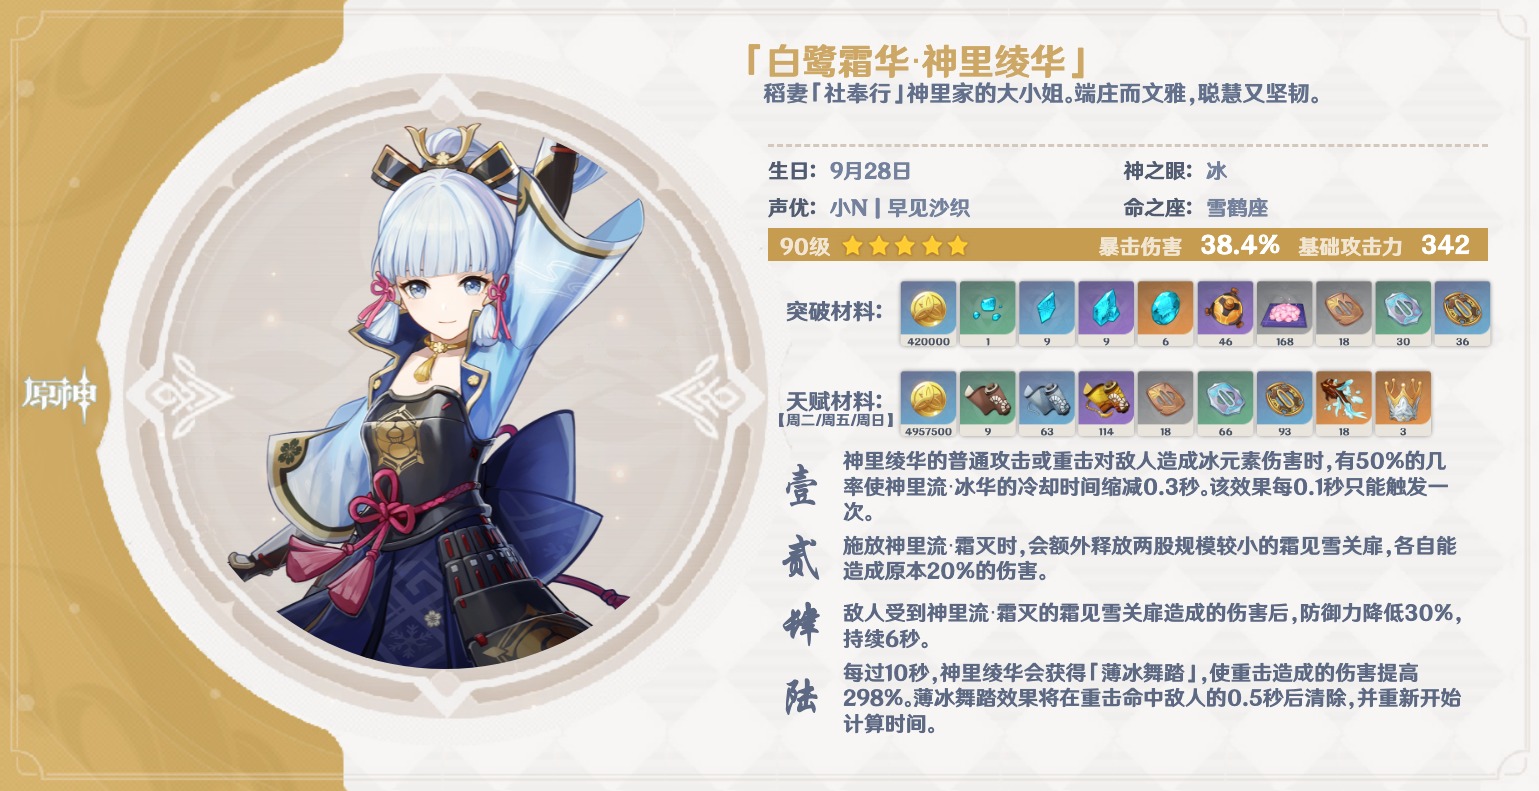 「白鹭霜华·神里绫华」
稻妻「社奉行」神里家的大小姐。端庄而文雅,聪慧又坚韧。
生日: 9月28日 神之眼: 冰
声优: 小N | 早见沙织 命之座: 雪鹤座
90级 暴击伤害 38.4% 基础攻击力 342
突破材料:
420000 1 9 9 6 46 168 18 30 36
天赋材料:
【周二/周五/周日】
4957500 9 63 114 18 66 93 18 3
原神
壹
神里绫华的普通攻击或重击对敌人造成冰元素伤害时,有50%的几
率使神里流·冰华的冷却时间缩减0.3秒。该效果每0.1秒只能触发一
次。
贰
施放神里流·霜灭时,会额外释放两股规模较小的霜见雪关扉,各自能
造成原本20%的伤害。
肆
敌人受到神里流·霜灭的霜见雪关扉造成的伤害后,防御力降低30%,
持续6秒。
陆
每过10秒,神里绫华会获得「薄冰舞踏」,使重击造成的伤害提高
298%。薄冰舞踏效果将在重击命中敌人的0.5秒后清除,并重新开始
计算时间。